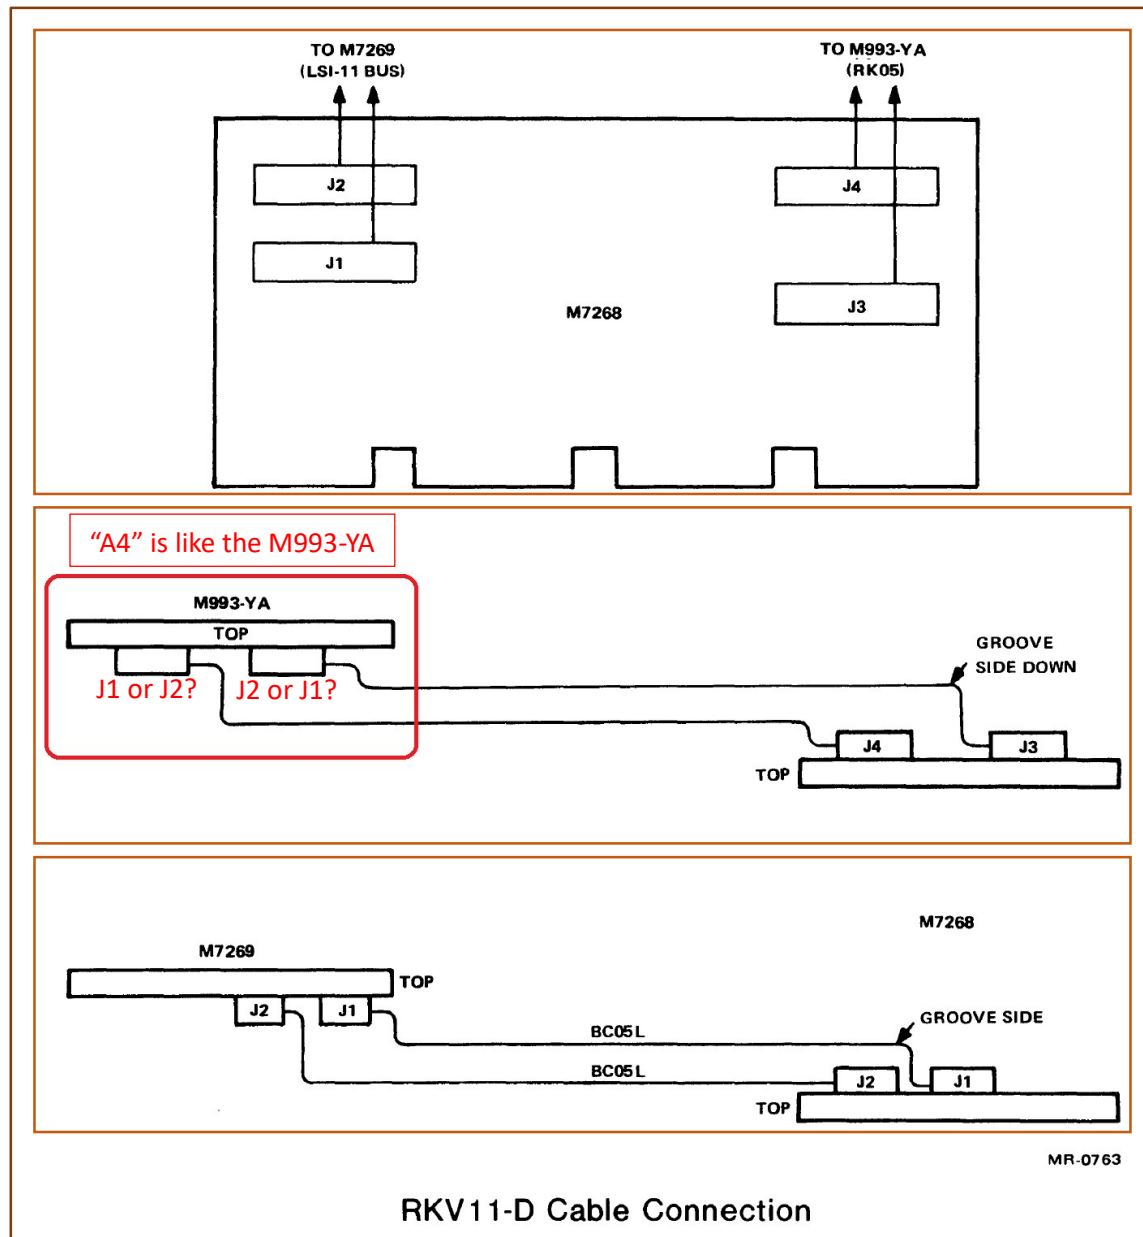 TO M7269
(LSI-11 BUS)
TO M993-YA
(RK05)
J2
J4
J1
J3
M7268
“A4” is like the M993-YA
M993-YA
TOP
J1 or J2?
J2 or J1?
GROOVE
SIDE DOWN
J4
J3
TOP
M7268
M7269
TOP
J2
J1
GROOVE SIDE
BC05L
BC05L
J2
J1
TOP
MR-0763
RKV11-D Cable Connection